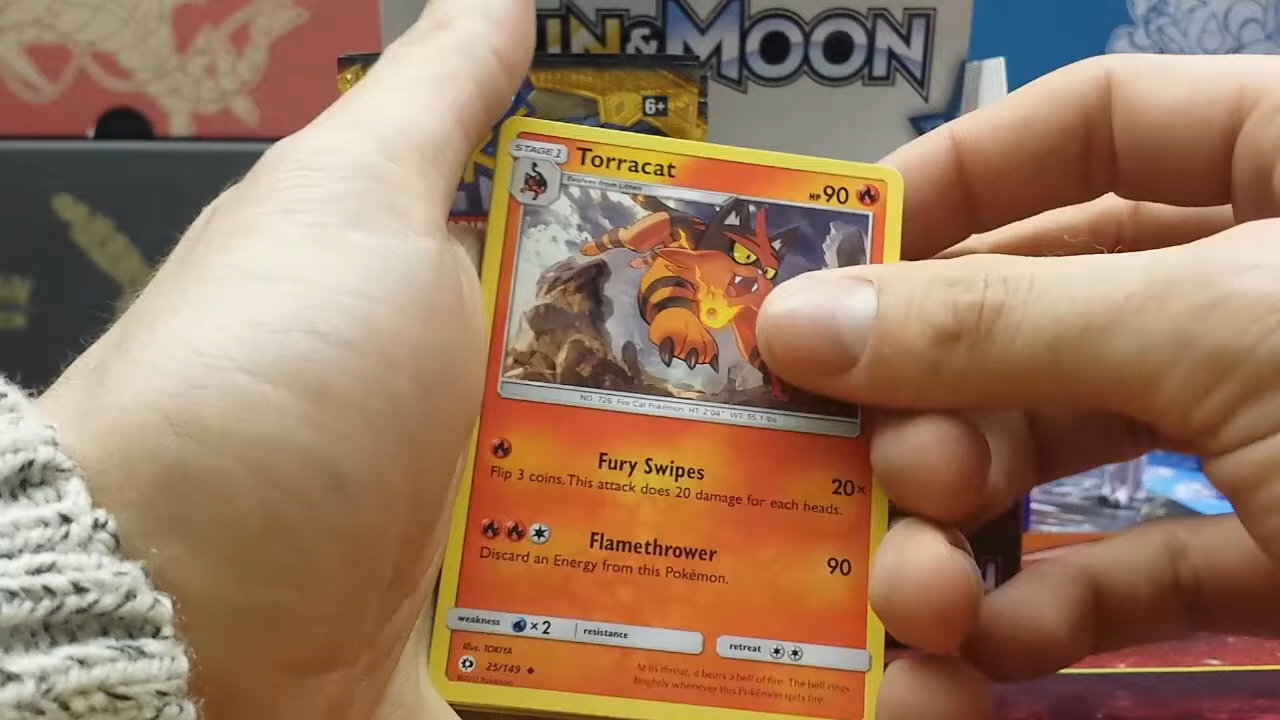 IN & MOON
6+
STAGE 1 Torracat
Evolves from Litten
HP 90
NO. 726 Fire Cat Pokémon HT: 2'04" WT: 55.1 lbs
Fury Swipes 20×
Flip 3 coins. This attack does 20 damage for each heads.
Flamethrower 90
Discard an Energy from this Pokémon.
weakness ×2 resistance retreat
Illus. TOKIYA
25/149
©2017 Pokémon
At its throat, it bears a bell of fire. The bell rings
brightly whenever this Pokémon spits fire.